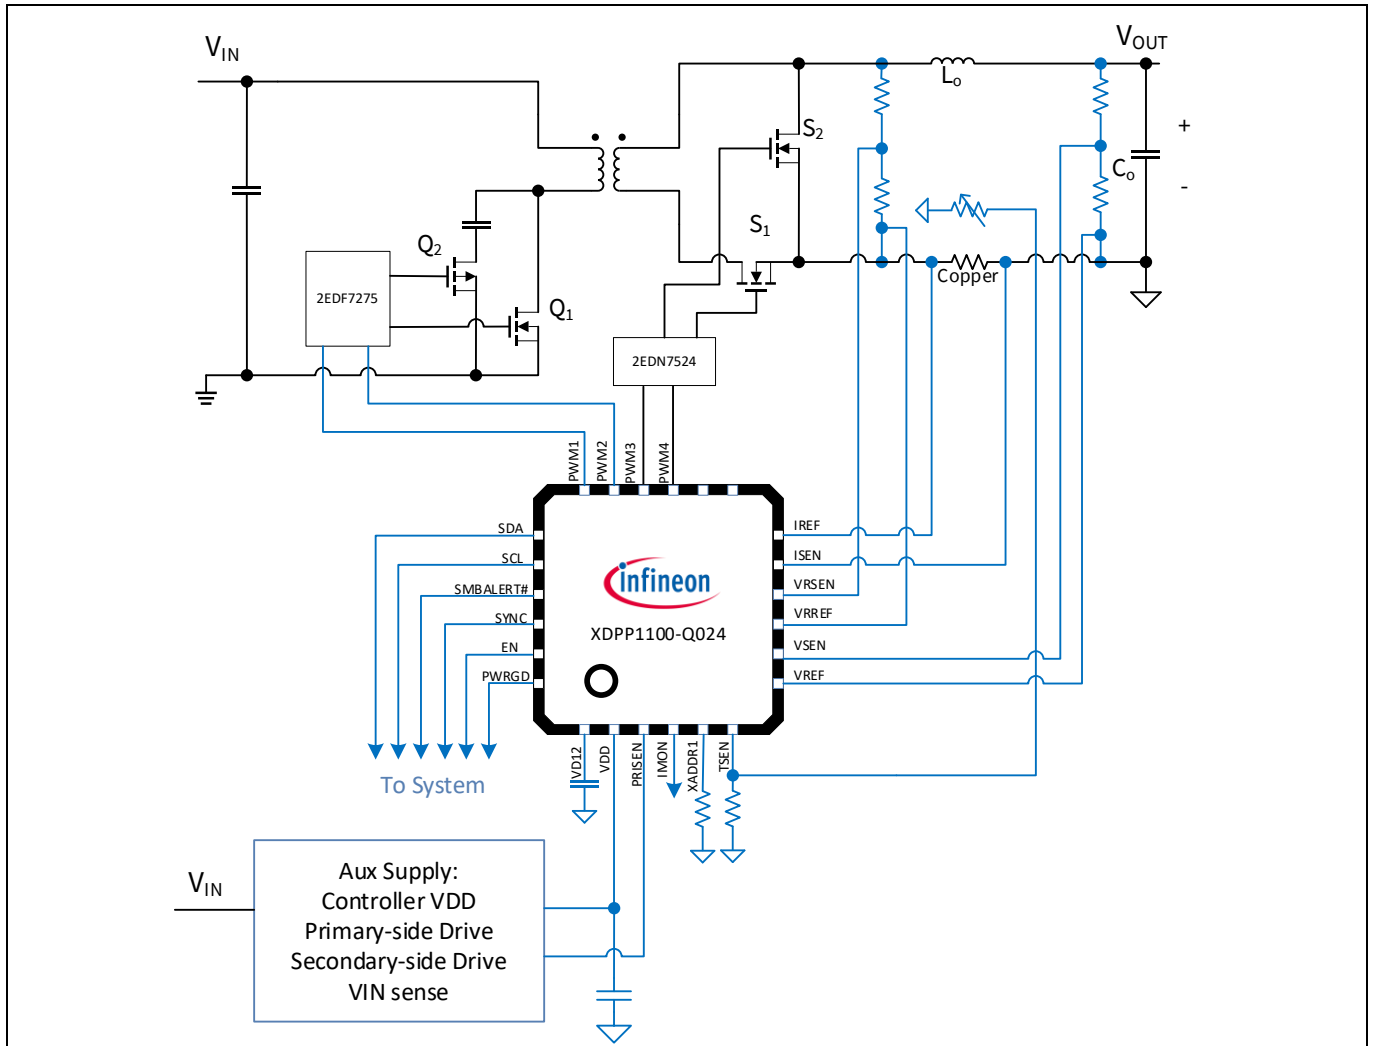 VIN
VOUT
Lo
S2
+
Co
-
S1
Q2
Copper
2EDF7275
Q1
2EDN7524
PWM1
PWM2
PWM3
PWM4
SDA
SCL
SMBALERT#
SYNC
EN
PWRGD
infineon
XDPP1100-Q024
IREF
ISEN
VRSEN
VRREF
VSEN
VREF
VD12
VDD
PRISEN
IMON
XADDR1
TSEN
To System
VIN
Aux Supply:
Controller VDD
Primary-side Drive
Secondary-side Drive
VIN sense